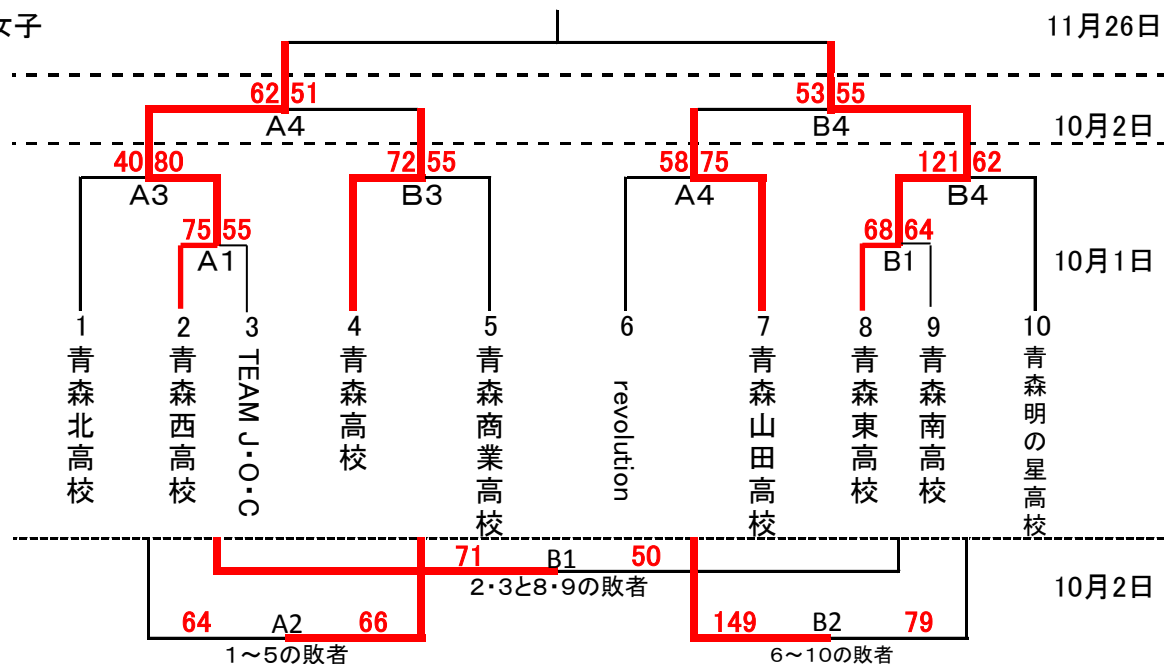 女子
11月26日
62 51
53 55
A4
B4
10月2日
40 80
72 55
58 75
121 62
A3
B3
A4
B4
75 55
68 64
A1
B1
10月1日
1
2
3
4
5
6
7
8
9
10
青森北高校
青森西高校
TEAM J・O・C
青森高校
青森商業高校
revolution
青森山田高校
青森東高校
青森南高校
青森明の星高校
71 B1 50
2・3と8・9の敗者
10月2日
64 A2 66
149 B2 79
1～5の敗者
6～10の敗者